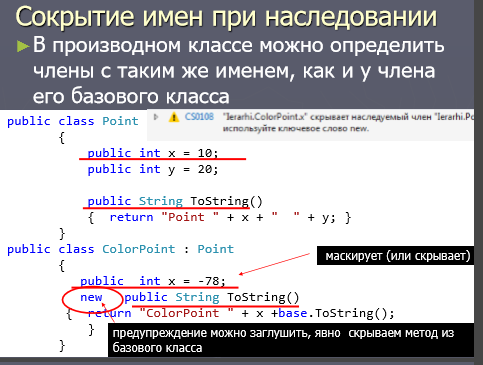 Сокрытие имен при наследовании
►В производном классе можно определить
члены с таким же именем, как и у члена
его базового класса
public class Point
CS0108 "Ierarhi.ColorPoint.x" скрывает наследуемый член "Ierarhi.Po
используйте ключевое слово new.
{
public int x = 10;
public int y = 20;
public String ToString()
{ return "Point " + x + "  " + y; }
}
public class ColorPoint : Point
маскирует (или скрывает)
{
public int x = -78;
new public String ToString()
{ return "ColorPoint " + x +base.ToString();
}
предупреждение можно заглушить, явно скрываем метод из
базового класса
}